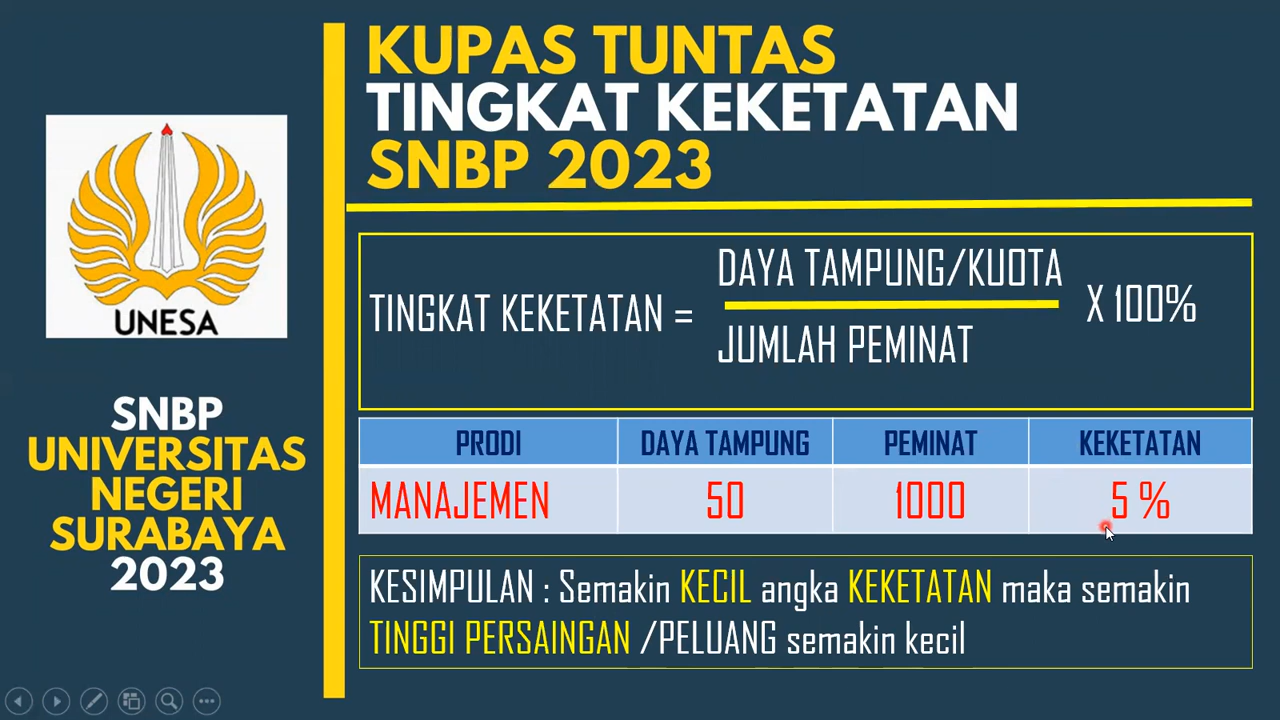 KUPAS TUNTAS
TINGKAT KEKETATAN
SNBP 2023
UNESA
SNBP
UNIVERSITAS
NEGERI
SURABAYA
2023
TINGKAT KEKETATAN = DAYA TAMPUNG/KUOTA
JUMLAH PEMINAT
X 100%
PRODI DAYA TAMPUNG PEMINAT KEKETATAN
MANAJEMEN 50 1000 5 %
KESIMPULAN : Semakin KECIL angka KEKETATAN maka semakin
TINGGI PERSAINGAN /PELUANG semakin kecil